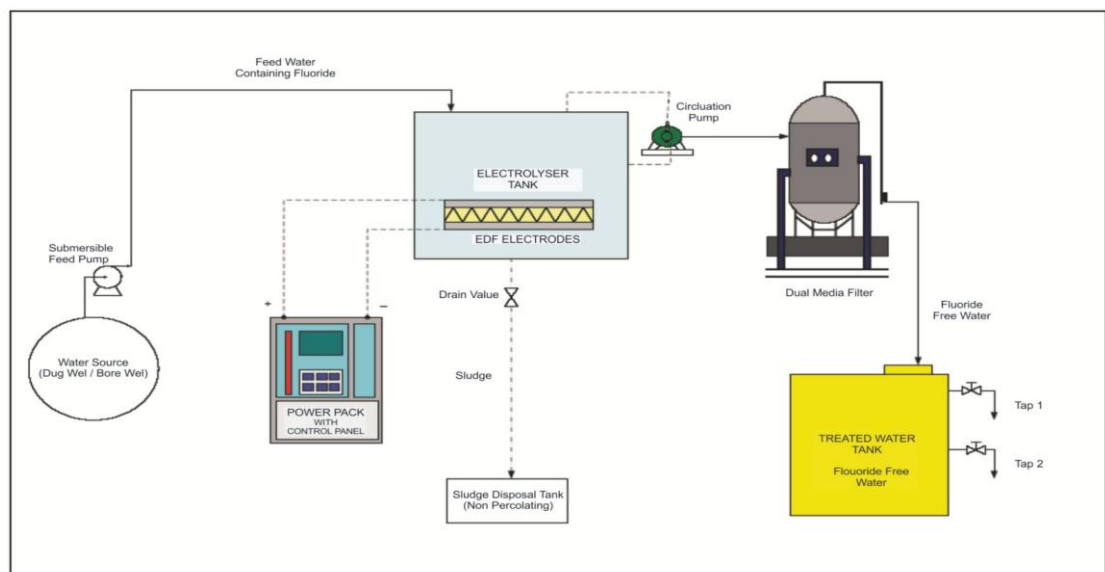 Feed Water
Containing Fluoride
Circluation
Pump
ELECTROLYSER
TANK
EDF ELECTRODES
Submersible
Feed Pump
Drain Value
Dual Media Filter
+
−
Fluoride
Free Water
Water Source
(Dug Wel / Bore Wel)
Sludge
POWER PACK
WITH
CONTROL PANEL
Tap 1
TREATED WATER
TANK
Flouoride Free
Water
Tap 2
Sludge Disposal Tank
(Non Percolating)